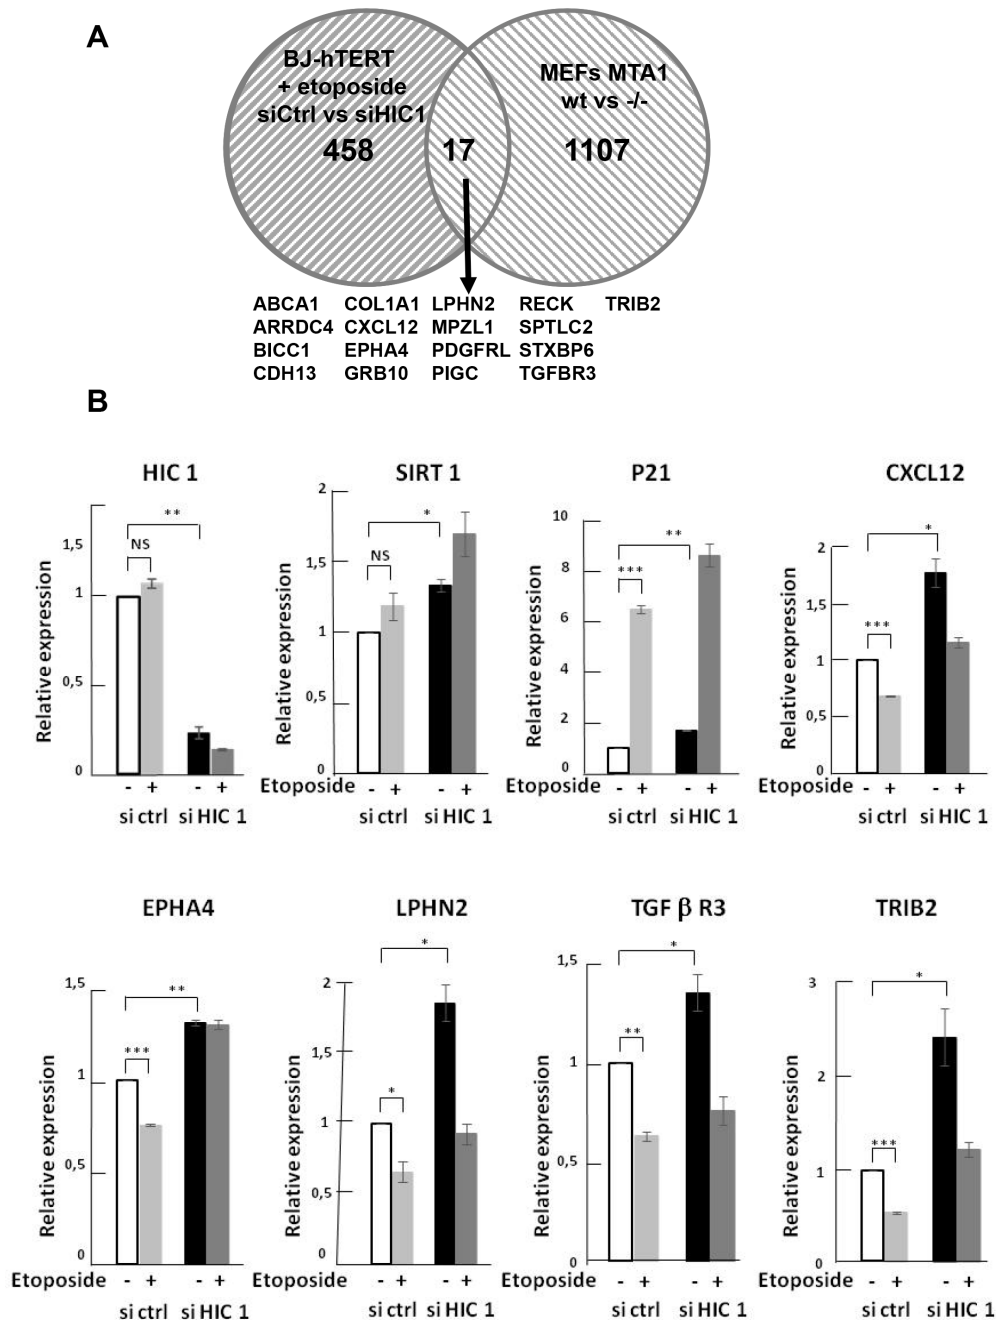 A
BJ-hTERT
+ etoposide
siCtrl vs siHIC1
458
17
MEFs MTA1
wt vs -/-
1107
ABCA1 COL1A1 LPHN2 RECK TRIB2
ARRDC4 CXCL12 MPZL1 SPTLC2
BICC1 EPHA4 PDGFRL STXBP6
CDH13 GRB10 PIGC TGFBR3
B
HIC 1
Relative expression
1,5
1
0,5
0
**
NS
- + - +
si ctrl si HIC 1
SIRT 1
Relative expression
2
1,5
1
0,5
0
*
NS
Etoposide - + - +
si ctrl si HIC 1
P21
Relative expression
10
8
6
4
2
0
**
***
Etoposide - + - +
si ctrl si HIC 1
CXCL12
Relative expression
2
1,5
1
0,5
0
*
***
Etoposide - + - +
si ctrl si HIC 1
EPHA4
Relative expression
1,5
1
0,5
0
**
***
Etoposide - + - +
si ctrl si HIC 1
LPHN2
Relative expression
2
1,5
1
0,5
0
*
*
Etoposide - + - +
si ctrl si HIC 1
TGF β R3
Relative expression
1,5
1
0,5
0
*
**
Etoposide - + - +
si ctrl si HIC 1
TRIB2
Relative expression
3
2
1
0
*
***
Etoposide - + - +
si ctrl si HIC 1